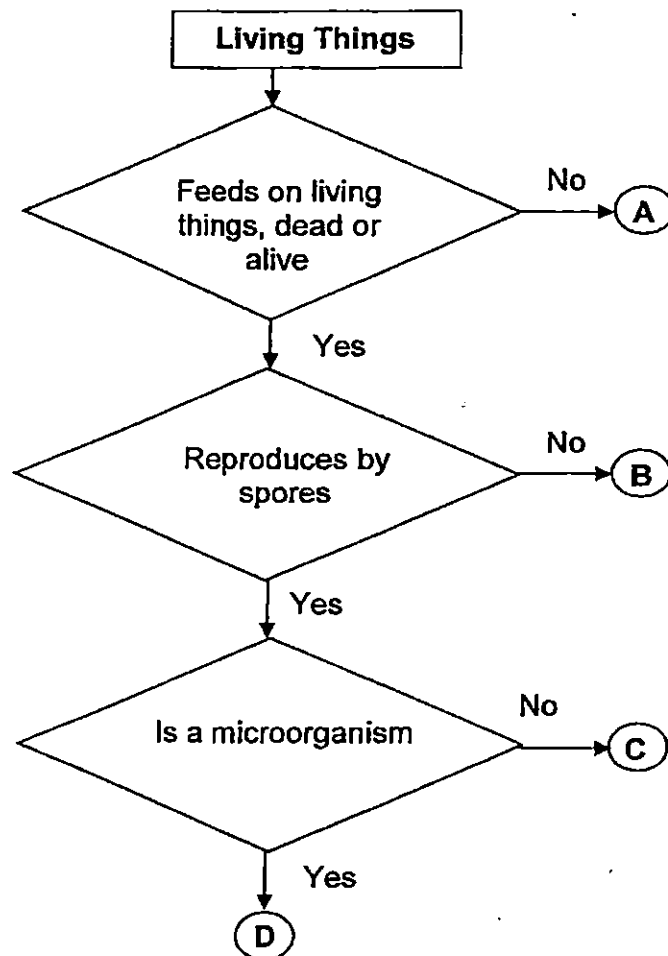 Living Things
Feeds on living
things, dead or
alive
No
A
Yes
Reproduces by
spores
No
B
Yes
Is a microorganism
No
C
Yes
D